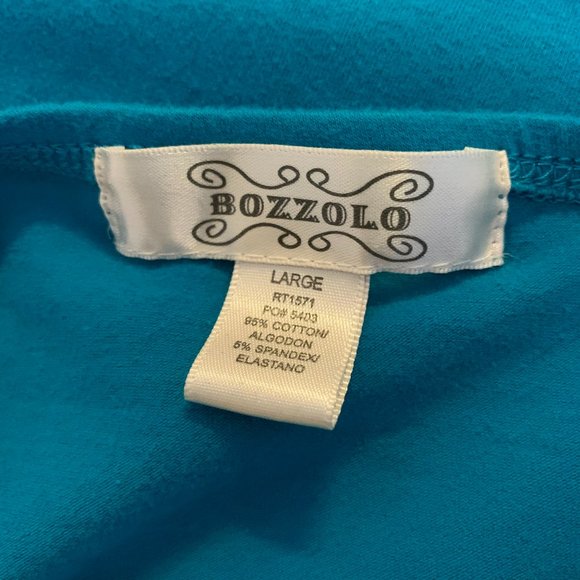 BOZZOLO
LARGE
RT1571
PO# 5403
95% COTTON/
ALGODON
5% SPANDEX/
ELASTANO